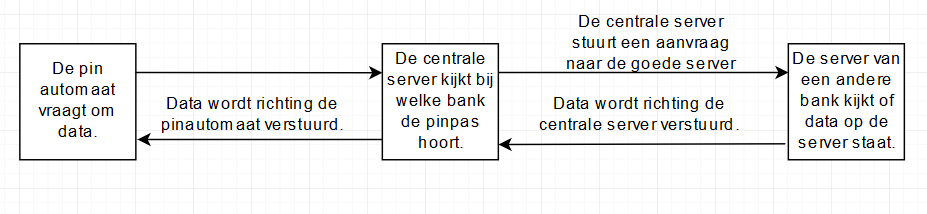 De pin
automaat
vraagt om
data.
Data wordt richting de
pinautomaat verstuurd.
De centrale
server kijkt bij
welke bank
de pinpas
hoort.
De centrale server
stuurt een aanvraag
naar de goede server
Data wordt richting de
centrale server verstuurd.
De server van
een andere
bank kijkt of
data op de
server staat.